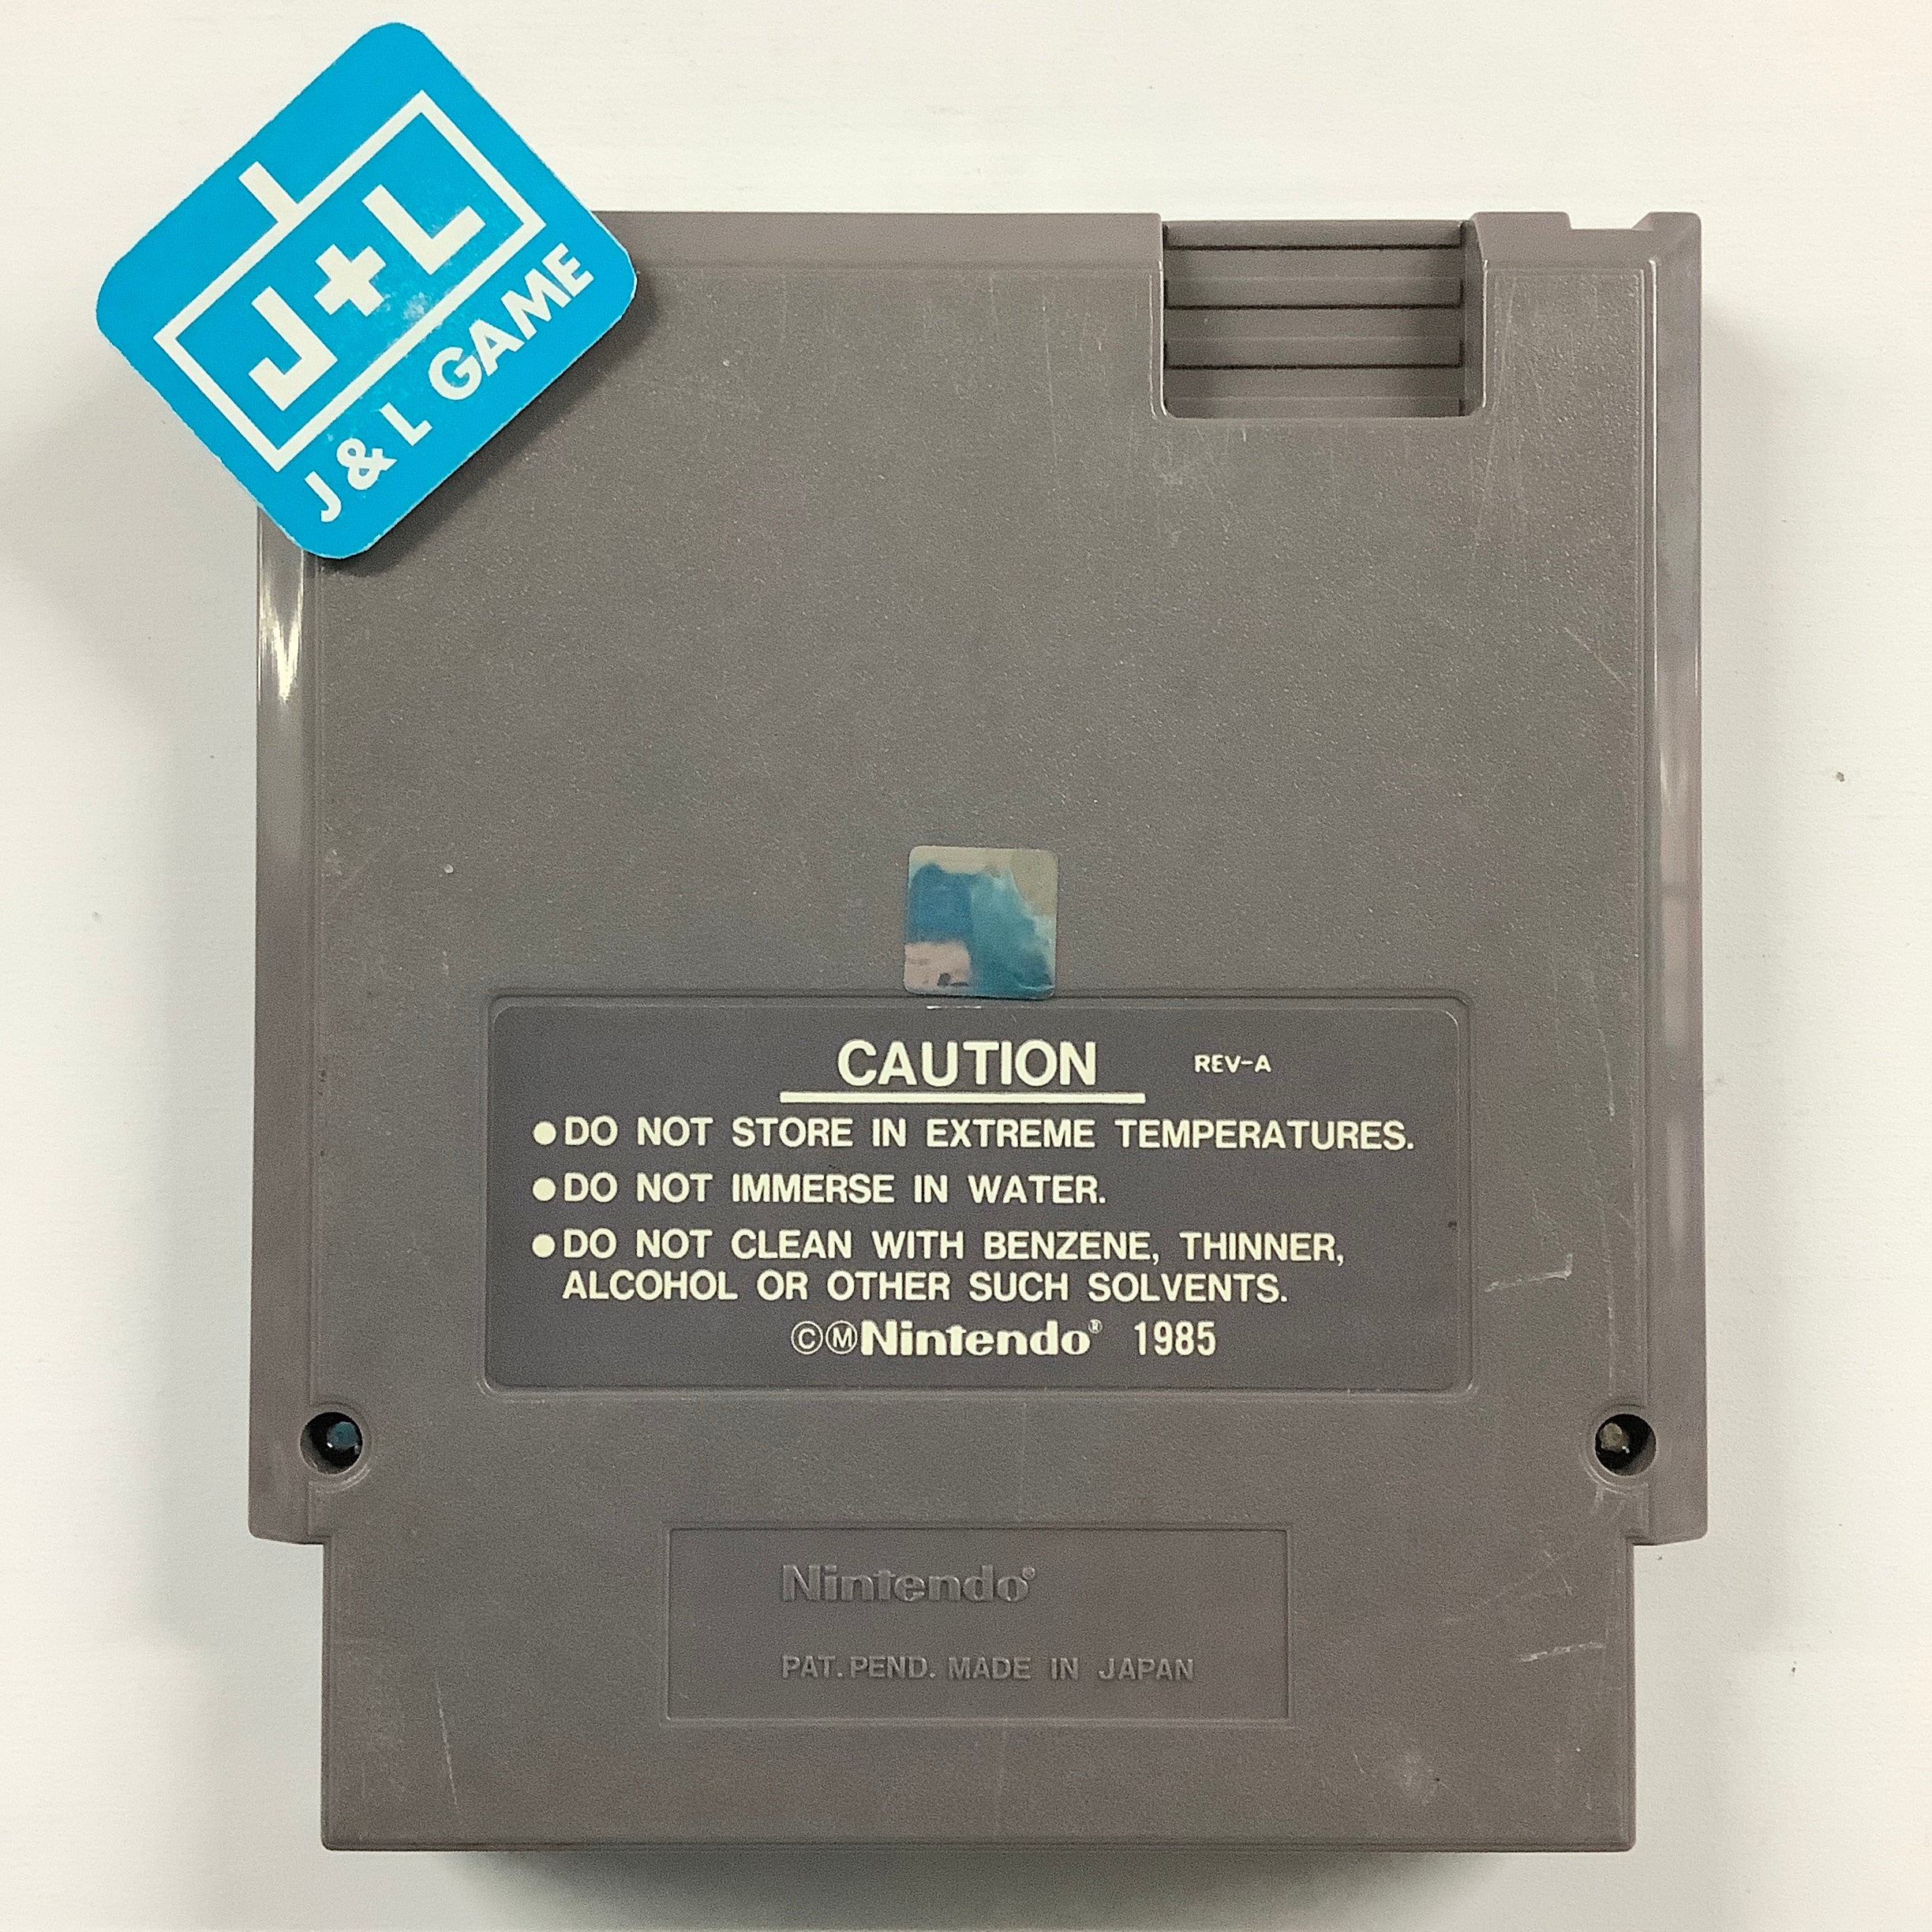 J+L
J & L GAME
CAUTION REV-A
●DO NOT STORE IN EXTREME TEMPERATURES.
●DO NOT IMMERSE IN WATER.
●DO NOT CLEAN WITH BENZENE, THINNER,
ALCOHOL OR OTHER SUCH SOLVENTS.
©ⓂNintendo® 1985
Nintendo®
PAT. PEND. MADE IN JAPAN